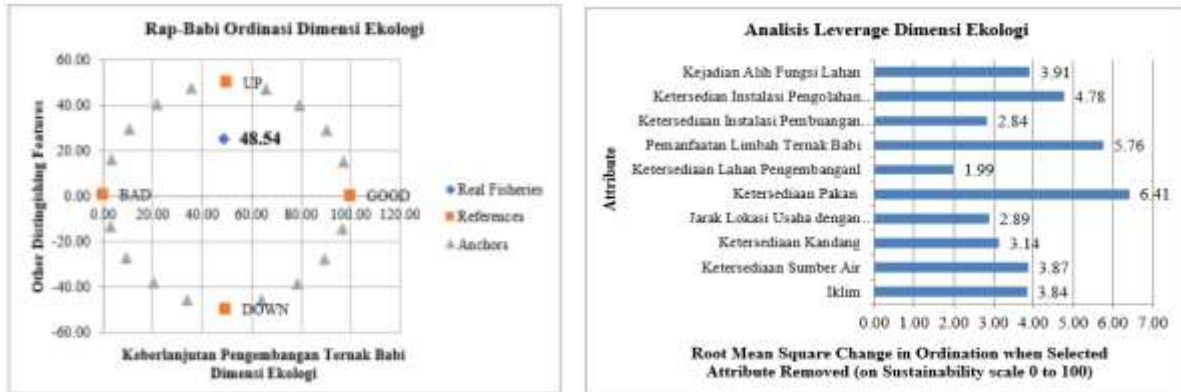 Rap-Babi Ordinasi Dimensi Ekologi
60.00
UP
40.00
48.54
20.00
0.00
BAD
GOOD
0.00 20.00 40.00 60.00 80.00 100.00 120.00
-20.00
-40.00
DOWN
-60.00
Other Distinghing Features
Real Fisheries
References
Anchors
Keberlanjutan Pengembangan Ternak Babi
Dimensi Ekologi
Analisis Leverage Dimensi Ekologi
Attribute
Kejadian Alih Fungsi Lahan 3.91
Ketersedian Instalasi Pengolahan... 4.78
Ketersediaan Instalasi Pembuangan... 2.84
Pemanfaatan Limbah Ternak Babi 5.76
Ketersediaan Lahan Pengembanganl 1.99
Ketersediaan Pakan 6.41
Jarak Lokasi Usaha dengan... 2.89
Ketersediaan Kandang 3.14
Ketersediaan Sumber Air 3.87
Iklim 3.84
0.00 1.00 2.00 3.00 4.00 5.00 6.00 7.00
Root Mean Square Change in Ordination when Selected
Attribute Removed (on Sustainability scale 0 to 100)